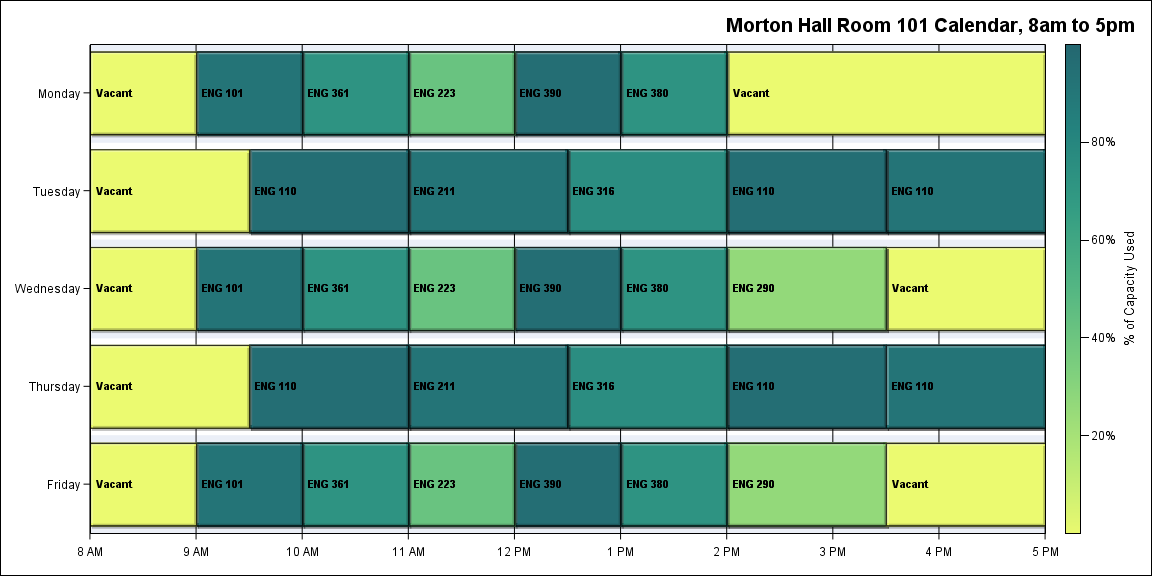 Morton Hall Room 101 Calendar, 8am to 5pm
Monday
Vacant
ENG 101
ENG 361
ENG 223
ENG 390
ENG 380
Vacant
Tuesday
Vacant
ENG 110
ENG 211
ENG 316
ENG 110
ENG 110
Wednesday
Vacant
ENG 101
ENG 361
ENG 223
ENG 390
ENG 380
ENG 290
Vacant
Thursday
Vacant
ENG 110
ENG 211
ENG 316
ENG 110
ENG 110
Friday
Vacant
ENG 101
ENG 361
ENG 223
ENG 390
ENG 380
ENG 290
Vacant
8 AM
9 AM
10 AM
11 AM
12 PM
1 PM
2 PM
3 PM
4 PM
5 PM
80%
60%
40%
20%
% of Capacity Used